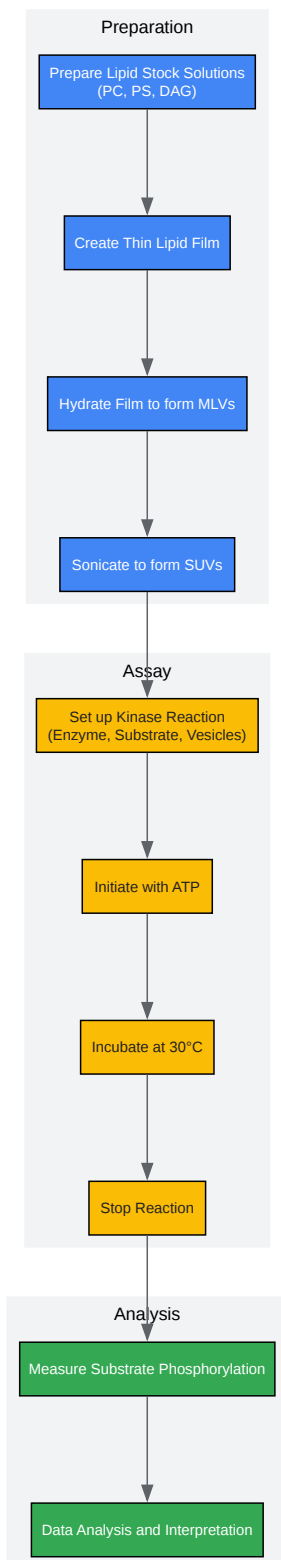 Preparation
Prepare Lipid Stock Solutions
(PC, PS, DAG)
Create Thin Lipid Film
Hydrate Film to form MLVs
Sonicate to form SUVs
Assay
Set up Kinase Reaction
(Enzyme, Substrate, Vesicles)
Initiate with ATP
Incubate at 30°C
Stop Reaction
Analysis
Measure Substrate Phosphorylation
Data Analysis and Interpretation